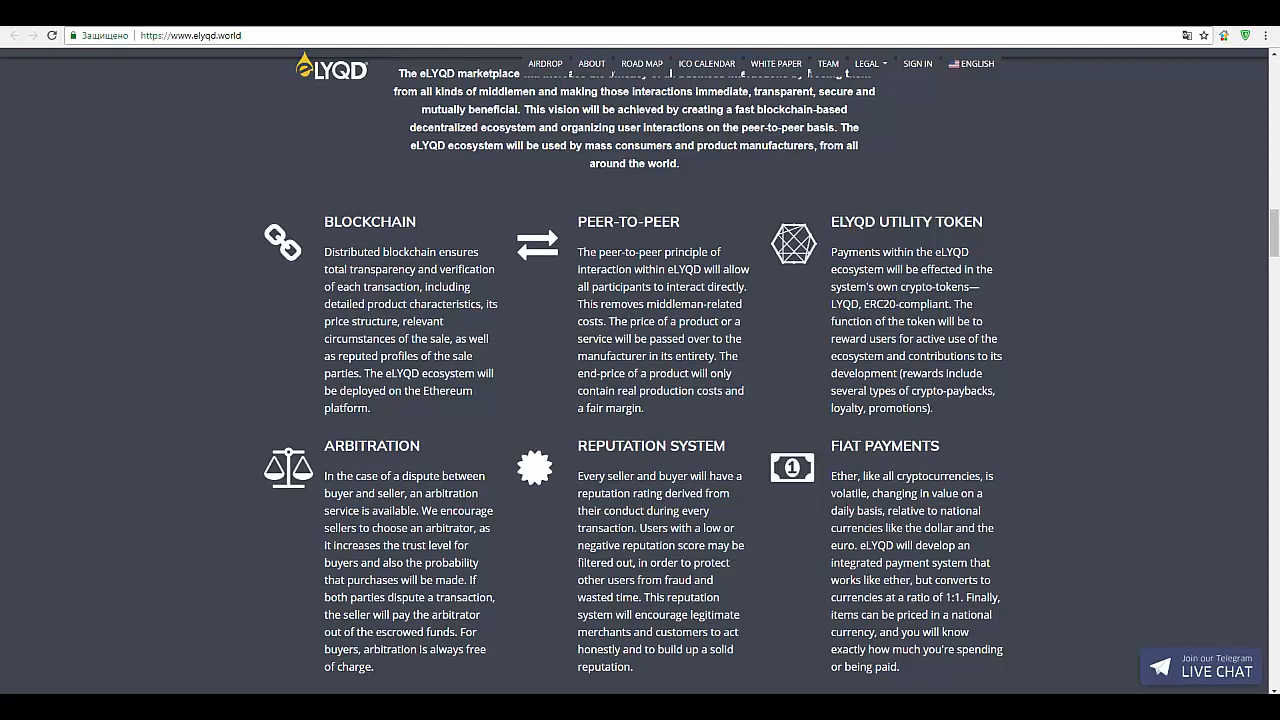 Защищено
https://www.elyqd.world
eLYQD
AIRDROP
ABOUT
ROAD MAP
ICO CALENDAR
WHITE PAPER
TEAM
LEGAL
SIGN IN
ENGLISH
The eLYQD marketplace
from all kinds of middlemen and making those interactions immediate, transparent, secure and
mutually beneficial. This vision will be achieved by creating a fast blockchain-based
decentralized ecosystem and organizing user interactions on the peer-to-peer basis. The
eLYQD ecosystem will be used by mass consumers and product manufacturers, from all
around the world.
BLOCKCHAIN
Distributed blockchain ensures
total transparency and verification
of each transaction, including
detailed product characteristics, its
price structure, relevant
circumstances of the sale, as well
as reputed profiles of the sale
parties. The eLYQD ecosystem will
be deployed on the Ethereum
platform.
PEER-TO-PEER
The peer-to-peer principle of
interaction within eLYQD will allow
all participants to interact directly.
This removes middleman-related
costs. The price of a product or a
service will be passed over to the
manufacturer in its entirety. The
end-price of a product will only
contain real production costs and
a fair margin.
ELYQD UTILITY TOKEN
Payments within the eLYQD
ecosystem will be effected in the
system's own crypto-tokens—
LYQD, ERC20-compliant. The
function of the token will be to
reward users for active use of the
ecosystem and contributions to its
development (rewards include
several types of crypto-paybacks,
loyalty, promotions).
ARBITRATION
In the case of a dispute between
buyer and seller, an arbitration
service is available. We encourage
sellers to choose an arbitrator, as
it increases the trust level for
buyers and also the probability
that purchases will be made. If
both parties dispute a transaction,
the seller will pay the arbitrator
out of the escrowed funds. For
buyers, arbitration is always free
of charge.
REPUTATION SYSTEM
Every seller and buyer will have a
reputation rating derived from
their conduct during every
transaction. Users with a low or
negative reputation score may be
filtered out, in order to protect
other users from fraud and
wasted time. This reputation
system will encourage legitimate
merchants and customers to act
honestly and to build up a solid
reputation.
FIAT PAYMENTS
1
Ether, like all cryptocurrencies, is
volatile, changing in value on a
daily basis, relative to national
currencies like the dollar and the
euro. eLYQD will develop an
integrated payment system that
works like ether, but converts to
currencies at a ratio of 1:1. Finally,
items can be priced in a national
currency, and you will know
exactly how much you're spending
or being paid.
Join our Telegram
LIVE CHAT